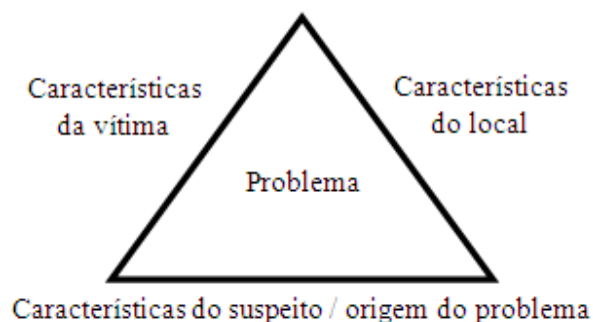 Características
da vítima
Características
do local
Problema
Características do suspeito / origem do problema